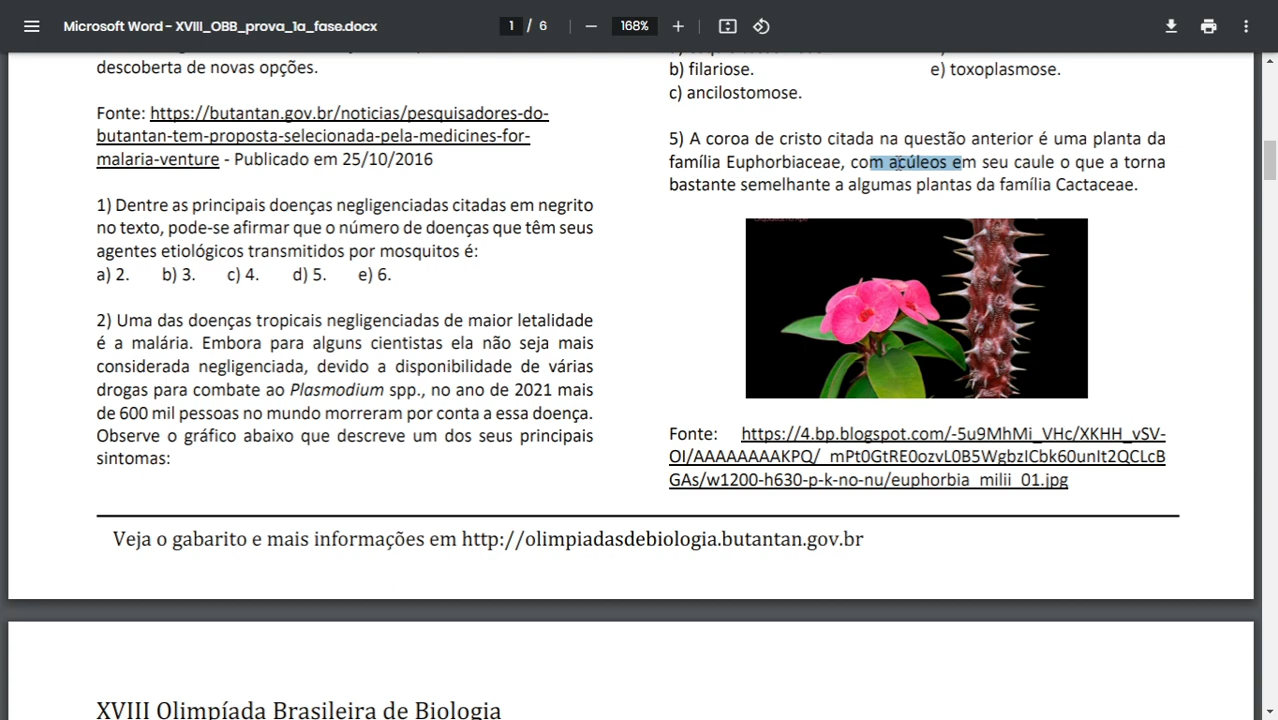 Microsoft Word - XVIII_OBB_prova_1a_fase.docx
1 / 6
168%
descoberta de novas opções.
Fonte: https://butantan.gov.br/noticias/pesquisadores-do-
butantan-tem-proposta-selecionada-pela-medicines-for-
malaria-venture - Publicado em 25/10/2016
1) Dentre as principais doenças negligenciadas citadas em negrito
no texto, pode-se afirmar que o número de doenças que têm seus
agentes etiológicos transmitidos por mosquitos é:
a) 2. b) 3. c) 4. d) 5. e) 6.
2) Uma das doenças tropicais negligenciadas de maior letalidade
é a malária. Embora para alguns cientistas ela não seja mais
considerada negligenciada, devido a disponibilidade de várias
drogas para combate ao Plasmodium spp., no ano de 2021 mais
de 600 mil pessoas no mundo morreram por conta a essa doença.
Observe o gráfico abaixo que descreve um dos seus principais
sintomas:
b) filariose. e) toxoplasmose.
c) ancilostomose.
5) A coroa de cristo citada na questão anterior é uma planta da
família Euphorbiaceae, com acúleos em seu caule o que a torna
bastante semelhante a algumas plantas da família Cactaceae.
Fonte: https://4.bp.blogspot.com/-5u9MhMi_VHc/XKHH_vSV-
OI/AAAAAAAAKPQ/_mPt0GtRE0ozvL0B5WgbzICbk60unIt2QCLcB
GAs/w1200-h630-p-k-no-nu/euphorbia_milii_01.jpg
Veja o gabarito e mais informações em http://olimpiadasdebiologia.butantan.gov.br
XVIII Olimpíada Brasileira de Biologia